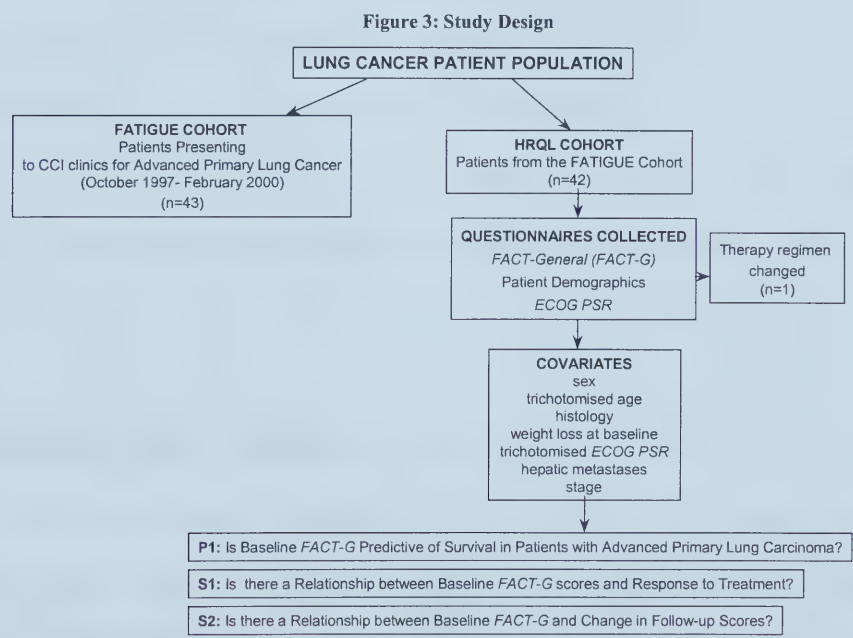 Figure 3: Study Design
LUNG CANCER PATIENT POPULATION
FATIGUE COHORT
Patients Presenting
to CCI clinics for Advanced Primary Lung Cancer
(October 1997- February 2000)
(n=43)
HRQL COHORT
Patients from the FATIGUE Cohort
(n=42)
QUESTIONNAIRES COLLECTED
FACT-General (FACT-G)
Patient Demographics
ECOG PSR
Therapy regimen
changed
(n=1)
COVARIATES
sex
trichotomised age
histology
weight loss at baseline
trichotomised ECOG PSR
hepatic metastases
stage
P1: Is Baseline FACT-G Predictive of Survival in Patients with Advanced Primary Lung Carcinoma?
S1: Is there a Relationship between Baseline FACT-G scores and Response to Treatment?
S2: Is there a Relationship between Baseline FACT-G and Change in Follow-up Scores?